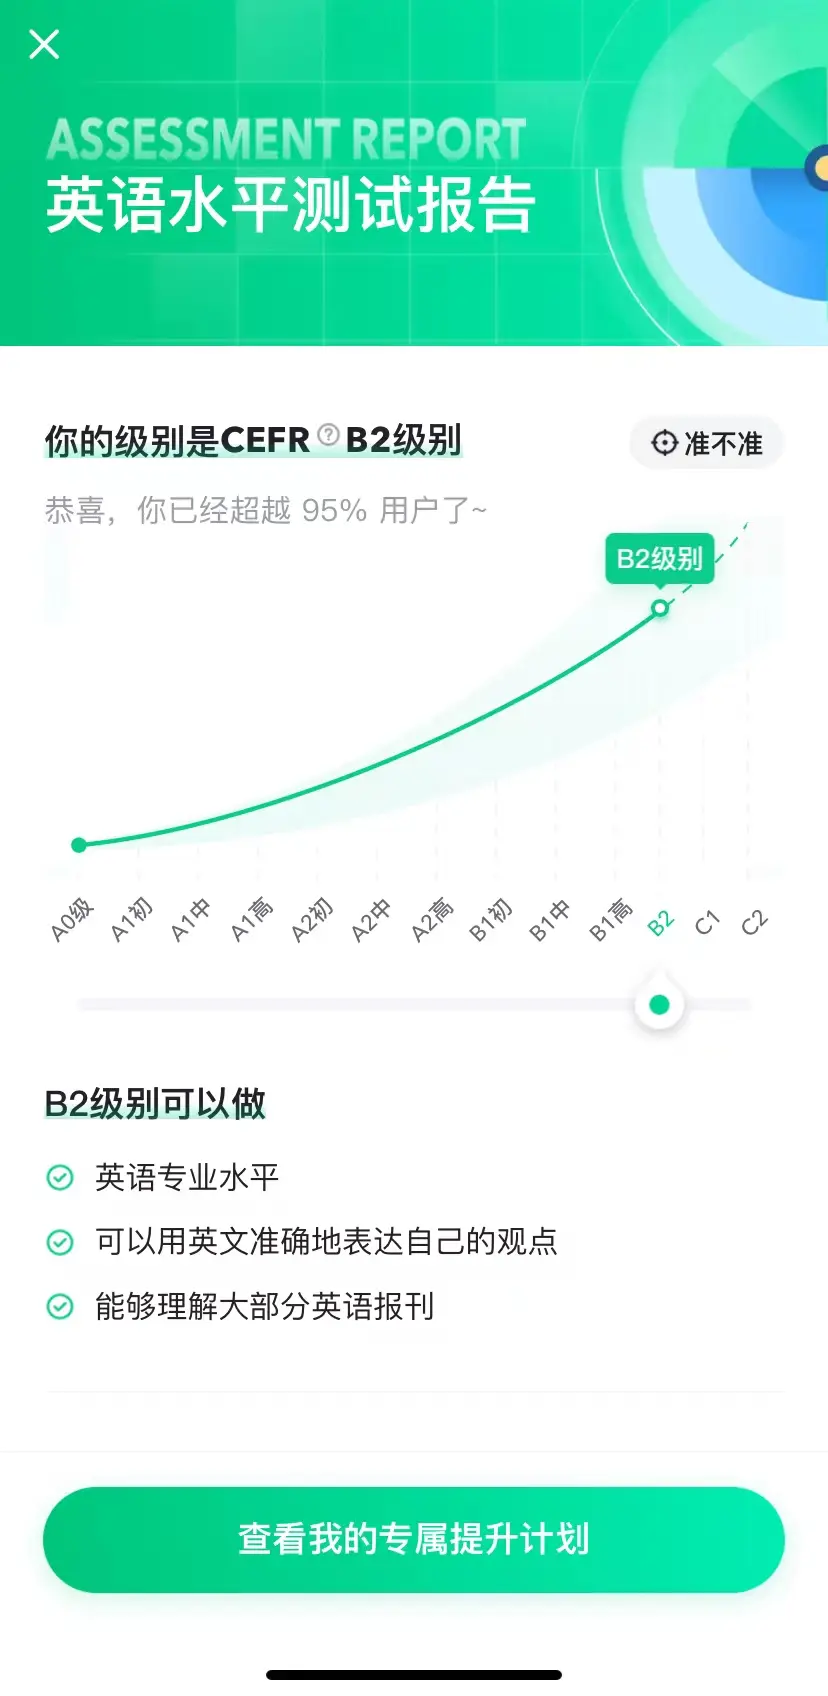 ASSESSMENT REPORT
英语水平测试报告
你的级别是CEFR ? B2级别
准不准
恭喜，你已经超越 95% 用户了~
B2级别
A0级 A1初 A1中 A1高 A2初 A2中 A2高 B1初 B1中 B1高 B2 C1 C2
B2级别可以做
英语专业水平
可以用英文准确地表达自己的观点
能够理解大部分英语报刊
查看我的专属提升计划